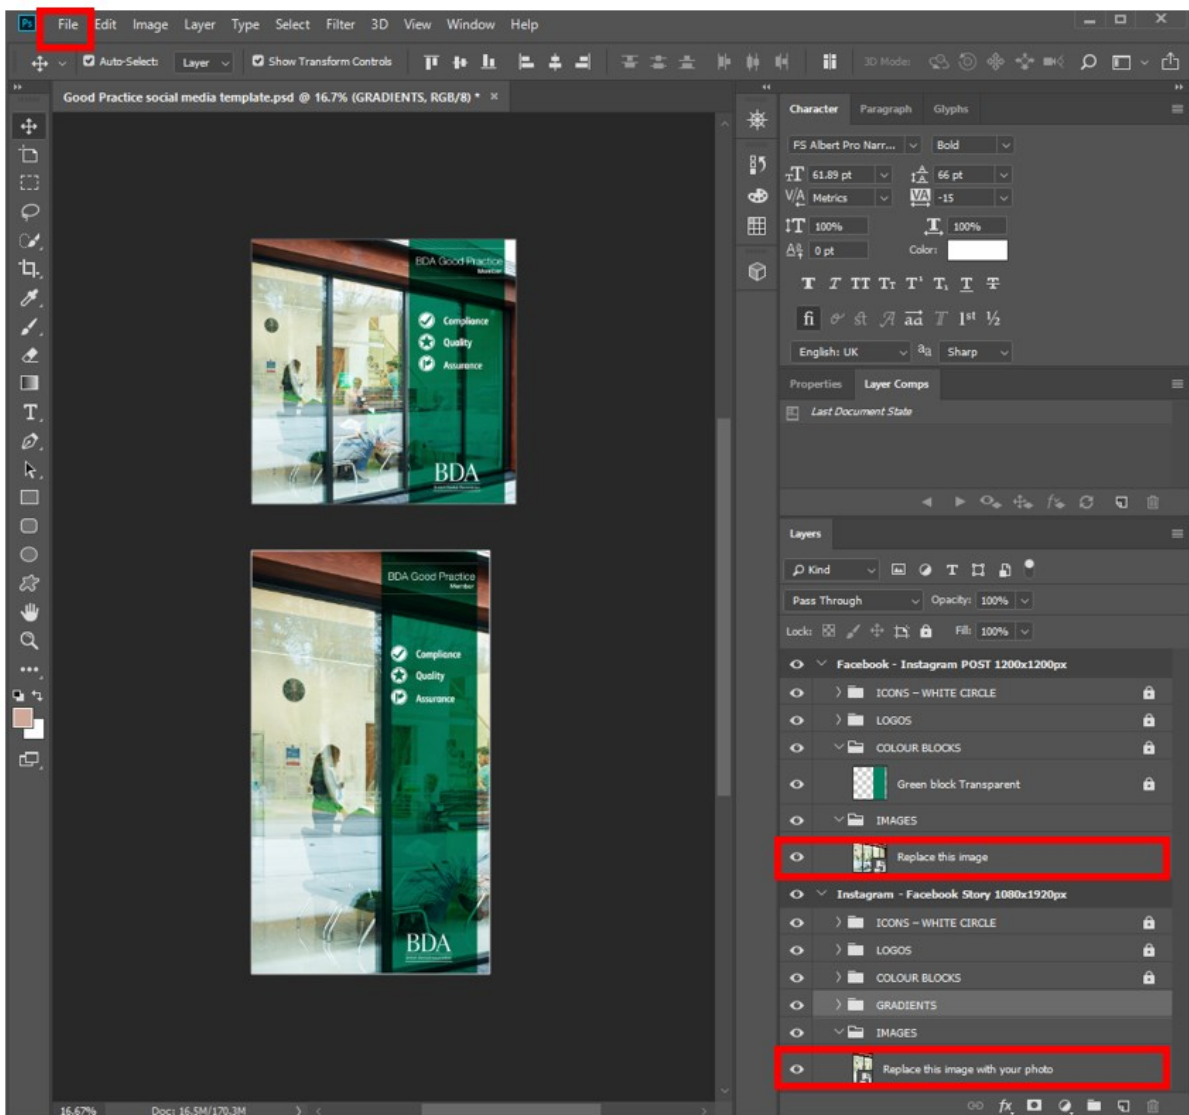 Ps File Edit Image Layer Type Select Filter 3D View Window Help
Auto-Select: Layer Show Transform Controls 3D Mode:
Good Practice social media template.psd @ 16.7% (GRADIENTS, RGB/8) *
Character Paragraph Glyphs
FS Albert Pro Narr... Bold
61.89 pt 66 pt
Metrics -15
100% 100%
0 pt Color:
English: UK Sharp
Properties Layer Comps
Last Document State
BDA Good Practice
Member
Compliance
Quality
Assurance
BDA
BDA Good Practice
Member
Compliance
Quality
Assurance
BDA
Layers
Kind
Pass Through Opacity: 100%
Lock: Fill: 100%
Facebook - Instagram POST 1200x1200px
ICONS – WHITE CIRCLE
LOGOS
COLOUR BLOCKS
Green block Transparent
IMAGES
Replace this image
Instagram - Facebook Story 1080x1920px
ICONS – WHITE CIRCLE
LOGOS
COLOUR BLOCKS
GRADIENTS
IMAGES
Replace this image with your photo
16.67% Doc: 16.5M/170.3M